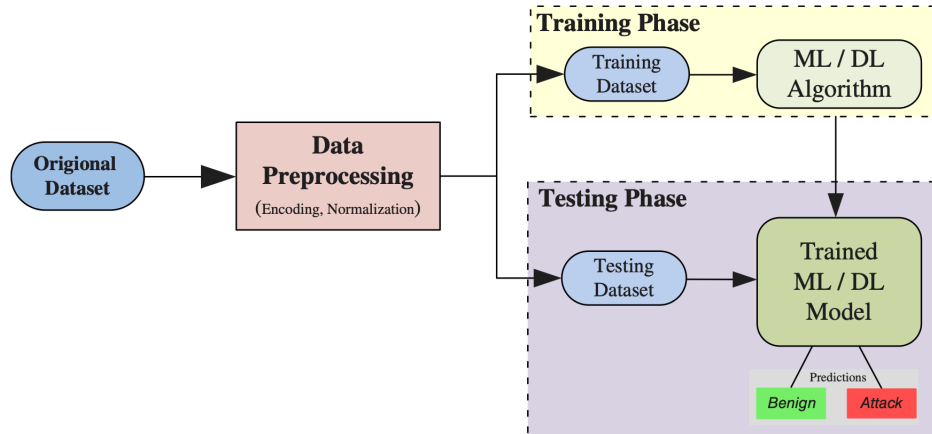 Origional
Dataset
Data
Preprocessing
(Encoding, Normalization)
Training Phase
Training
Dataset
ML / DL
Algorithm
Testing Phase
Testing
Dataset
Trained
ML / DL
Model
Predictions
Benign
Attack